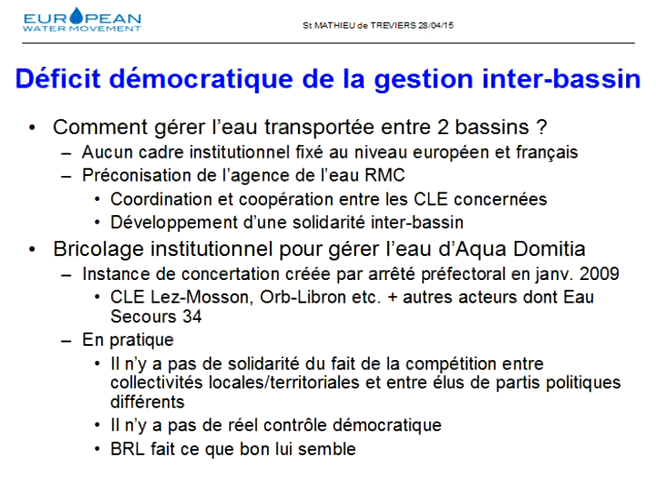 EUROPEAN
WATER MOVEMENT
St MATHIEU de TREVIERS 28/04/15
Déficit démocratique de la gestion inter-bassin
• Comment gérer l'eau transportée entre 2 bassins ?
– Aucun cadre institutionnel fixé au niveau européen et français
– Préconisation de l'agence de l'eau RMC
• Coordination et coopération entre les CLE concernées
• Développement d'une solidarité inter-bassin
• Bricolage institutionnel pour gérer l'eau d'Aqua Domitia
– Instance de concertation créée par arrêté préfectoral en janv. 2009
• CLE Lez-Mosson, Orb-Libron etc. + autres acteurs dont Eau
Secours 34
– En pratique
• Il n'y a pas de solidarité du fait de la compétition entre
collectivités locales/territoriales et entre élus de partis politiques
différents
• Il n'y a pas de réel contrôle démocratique
• BRL fait ce que bon lui semble